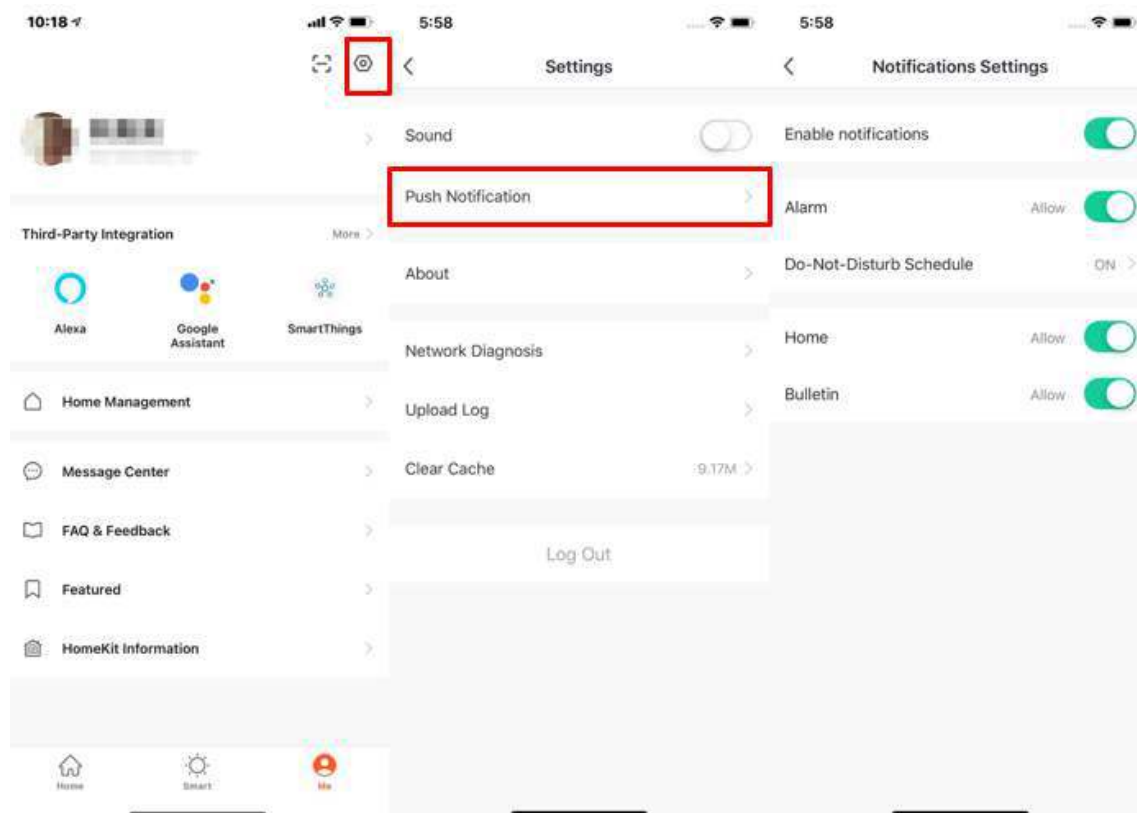 10:18
Third-Party Integration
More
Alexa
Google
Assistant
SmartThings
Home Management
Message Center
FAQ & Feedback
Featured
HomeKit Information
Home
Smart
Me
5:58
Settings
Sound
Push Notification
About
Network Diagnosis
Upload Log
Clear Cache
9.17M
Log Out
5:58
Notifications Settings
Enable notifications
Alarm
Allow
Do-Not-Disturb Schedule
ON
Home
Allow
Bulletin
Allow